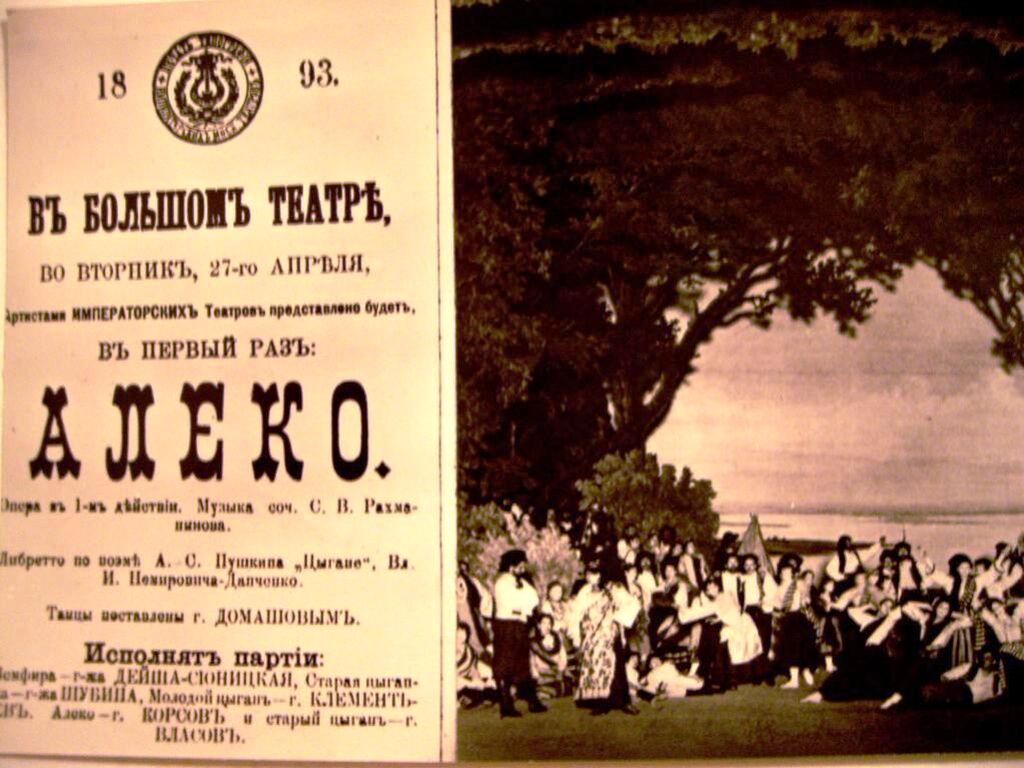 18 93.
ВЪ БОЛЬШОМЪ ТЕАТРѢ,
ВО ВТОРНИКЪ, 27-го АПРѢЛЯ,
Артистами ИМПЕРАТОРСКИХЪ Театровъ представлено будетъ,
ВЪ ПЕРВЫЙ РАЗЪ:
АЛЕКО.
Опера въ 1-мъ дѣйствіи. Музыка соч. С. В. Рахма-
нинова.
Либретто по поэмѣ А. С. Пушкина „Цыгане“, Вл.
И. Немировича-Данченко.
Танцы поставлены г. ДОМАШОВЫМЪ.
Исполнятъ партіи:
Земфира—г-жа ДЕЙША-СІОНИЦКАЯ, Старая цыган-
ка—г-жа ШУБИНА, Молодой цыганъ—г. КЛЕМЕНТЬ-
ЕВЪ. Алеко—г. КОРСОВЪ и старый цыганъ—г.
ВЛАСОВЪ.